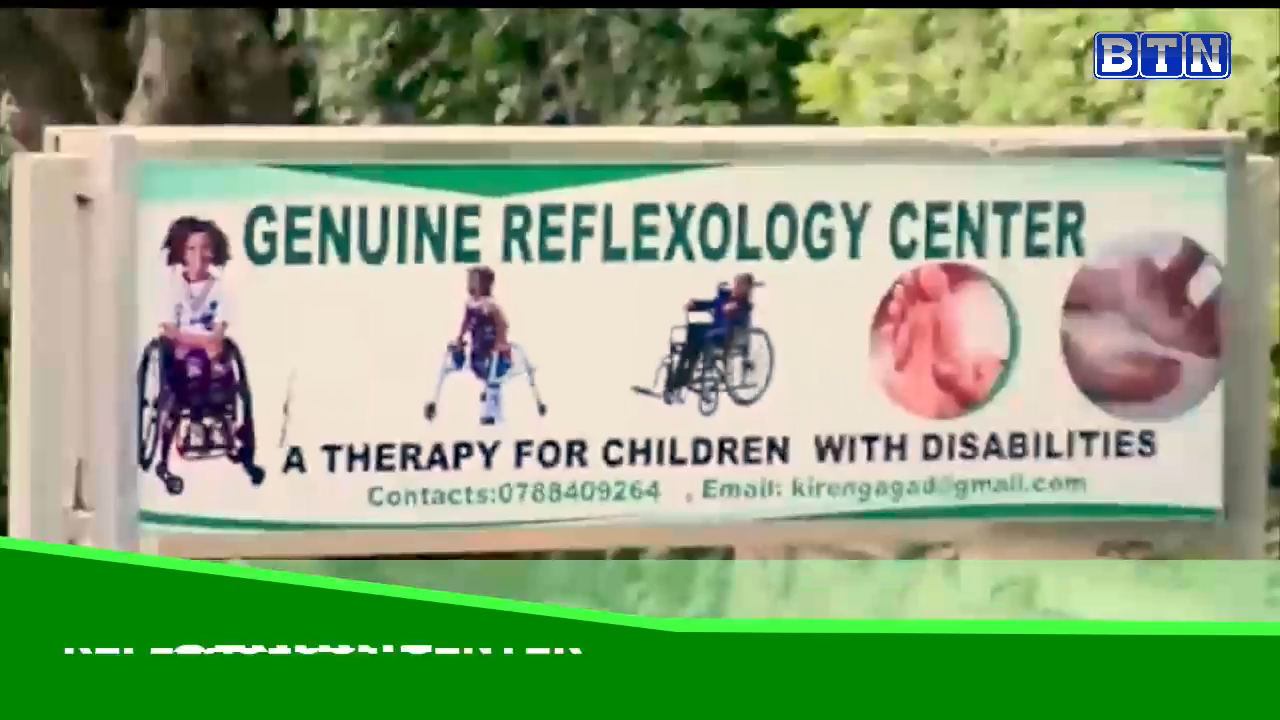 BTN
GENUINE REFLEXOLOGY CENTER
A THERAPY FOR CHILDREN WITH DISABILITIES
Contacts:0788409264 , Email: kirengagad@gmail.com